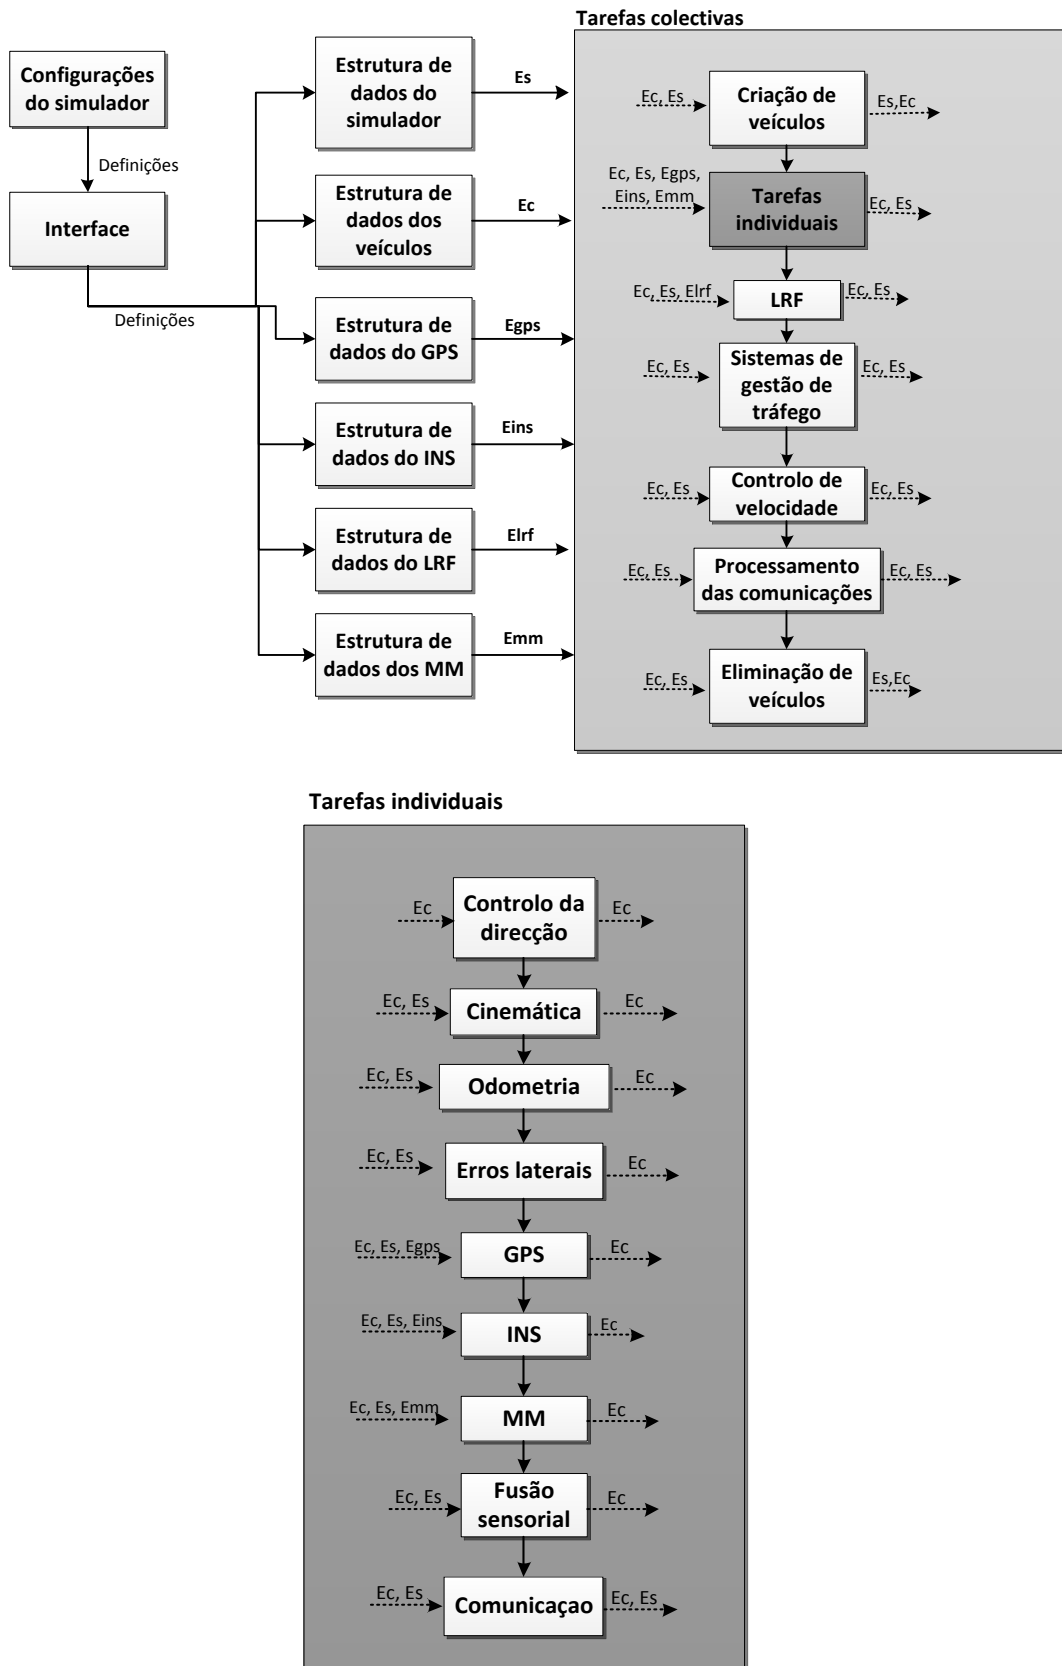 Tarefas colectivas
Configurações
do simulador
Definições
Interface
Definições
Estrutura de
dados do
simulador
Es
Estrutura de
dados dos
veículos
Ec
Estrutura de
dados do GPS
Egps
Estrutura de
dados do INS
Eins
Estrutura de
dados do LRF
Elrf
Estrutura de
dados dos MM
Emm
Ec, Es
Criação de
veículos
Es,Ec
Ec, Es, Egps,
Eins, Emm
Tarefas
individuais
Ec, Es
Ec, Es, Elrf
LRF
Ec, Es
Ec, Es
Sistemas de
gestão de
tráfego
Ec, Es
Ec, Es
Controlo de
velocidade
Ec, Es
Ec, Es
Processamento
das comunicações
Ec, Es
Ec, Es
Eliminação de
veículos
Es,Ec
Tarefas individuais
Ec
Controlo da
direcção
Ec
Ec, Es
Cinemática
Ec
Ec, Es
Odometria
Ec
Ec, Es
Erros laterais
Ec
Ec, Es, Egps
GPS
Ec
Ec, Es, Eins
INS
Ec
Ec, Es, Emm
MM
Ec
Ec, Es
Fusão
sensorial
Ec
Ec, Es
Comunicaçao
Ec, Es